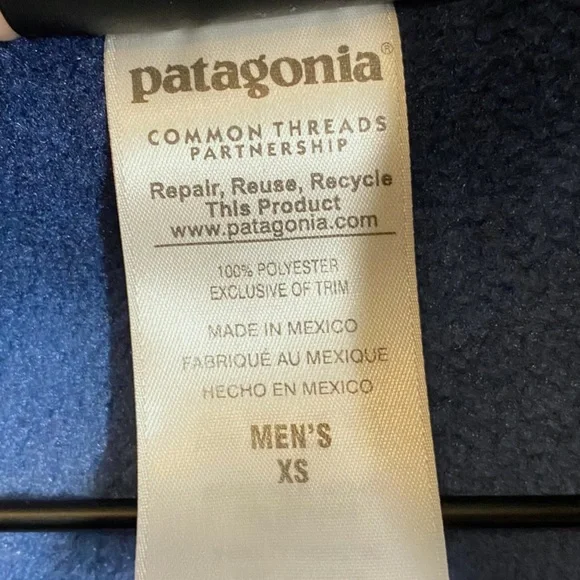 patagonia®
COMMON THREADS
PARTNERSHIP
Repair, Reuse, Recycle
This Product
www.patagonia.com
100% POLYESTER
EXCLUSIVE OF TRIM
MADE IN MEXICO
FABRIQUÉ AU MEXIQUE
HECHO EN MEXICO
MEN'S
XS